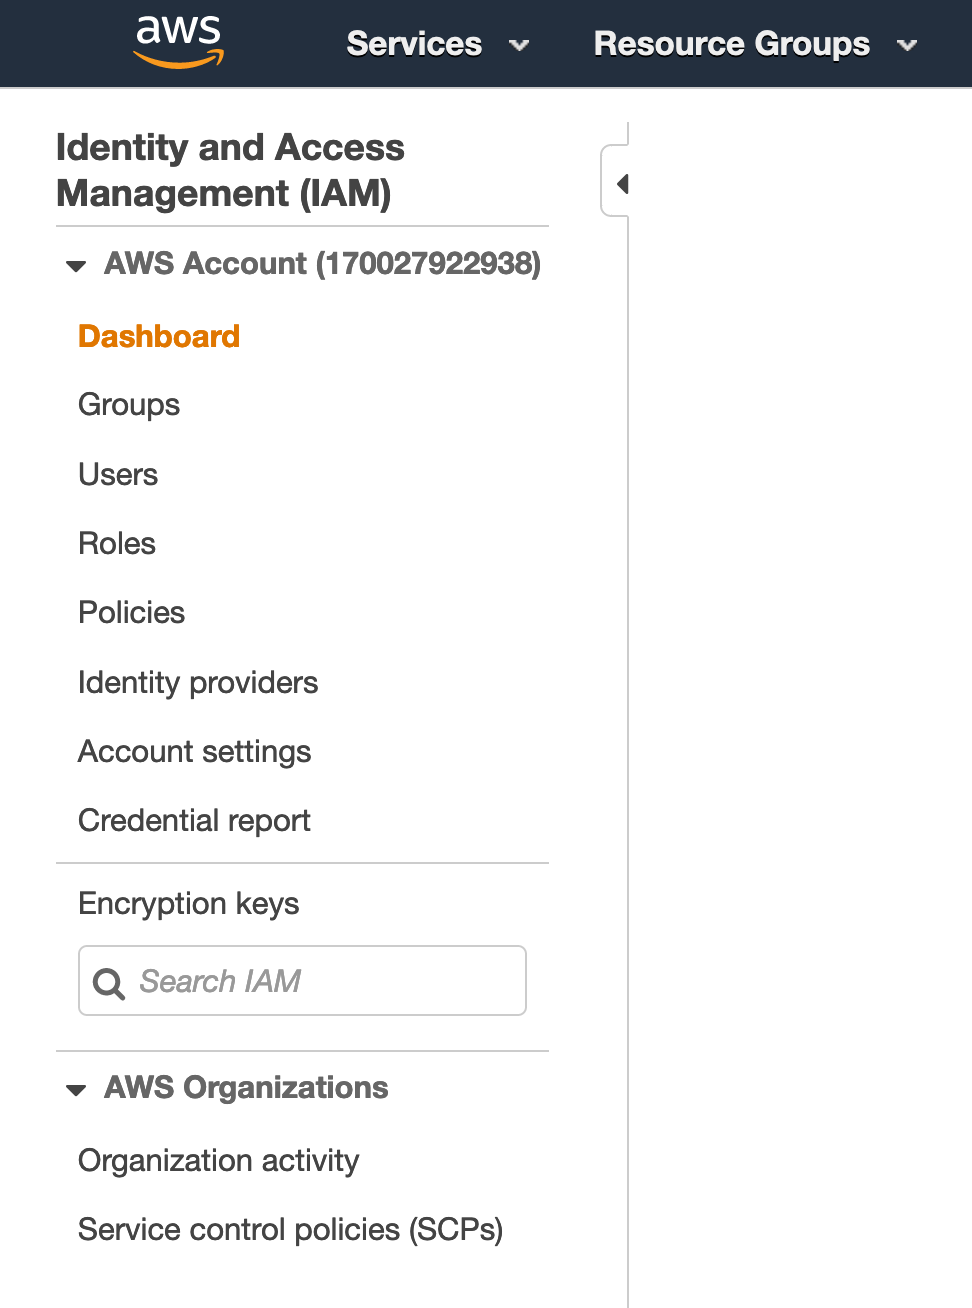 aws
Services
Resource Groups
Identity and Access
Management (IAM)
AWS Account (170027922938)
Dashboard
Groups
Users
Roles
Policies
Identity providers
Account settings
Credential report
Encryption keys
Search IAM
AWS Organizations
Organization activity
Service control policies (SCPs)